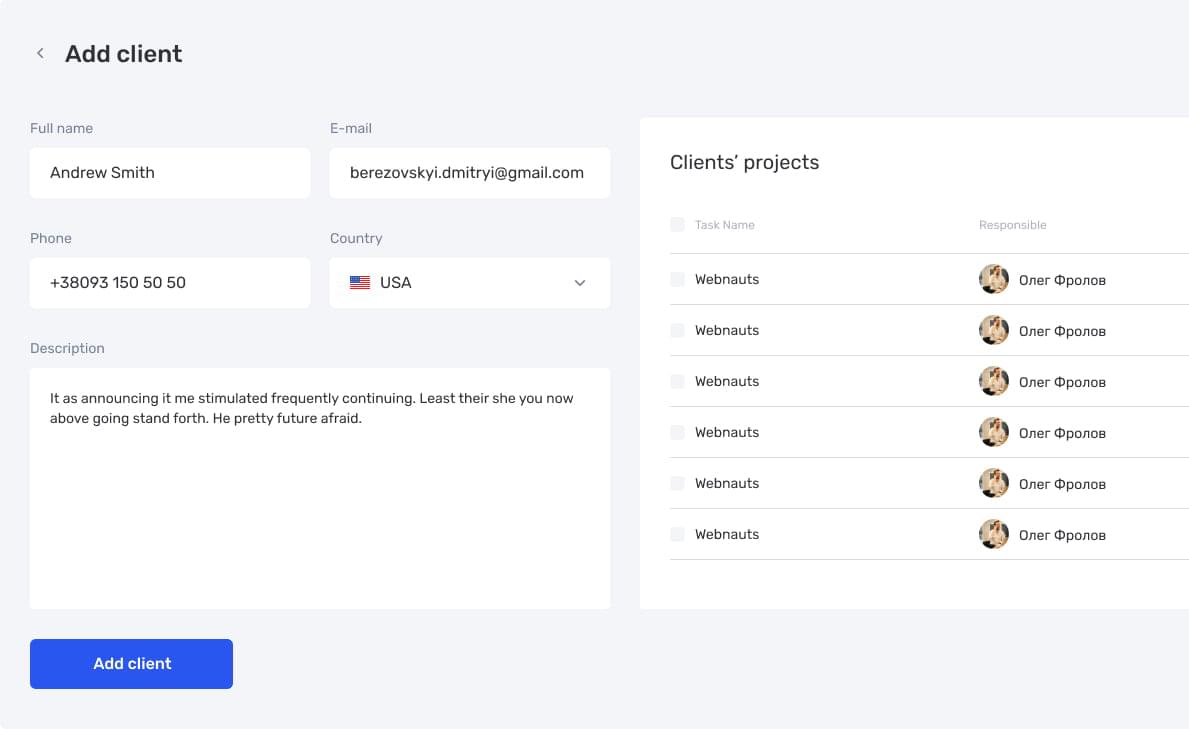 Add client
Full name
E-mail
Andrew Smith
berezovskyi.dmitryi@gmail.com
Phone
Country
+38093 150 50 50
USA
Description
It as announcing it me stimulated frequently continuing. Least their she you now
above going stand forth. He pretty future afraid.
Add client
Clients’ projects
Task Name
Responsible
Webnauts
Олег Фролов
Webnauts
Олег Фролов
Webnauts
Олег Фролов
Webnauts
Олег Фролов
Webnauts
Олег Фролов
Webnauts
Олег Фролов